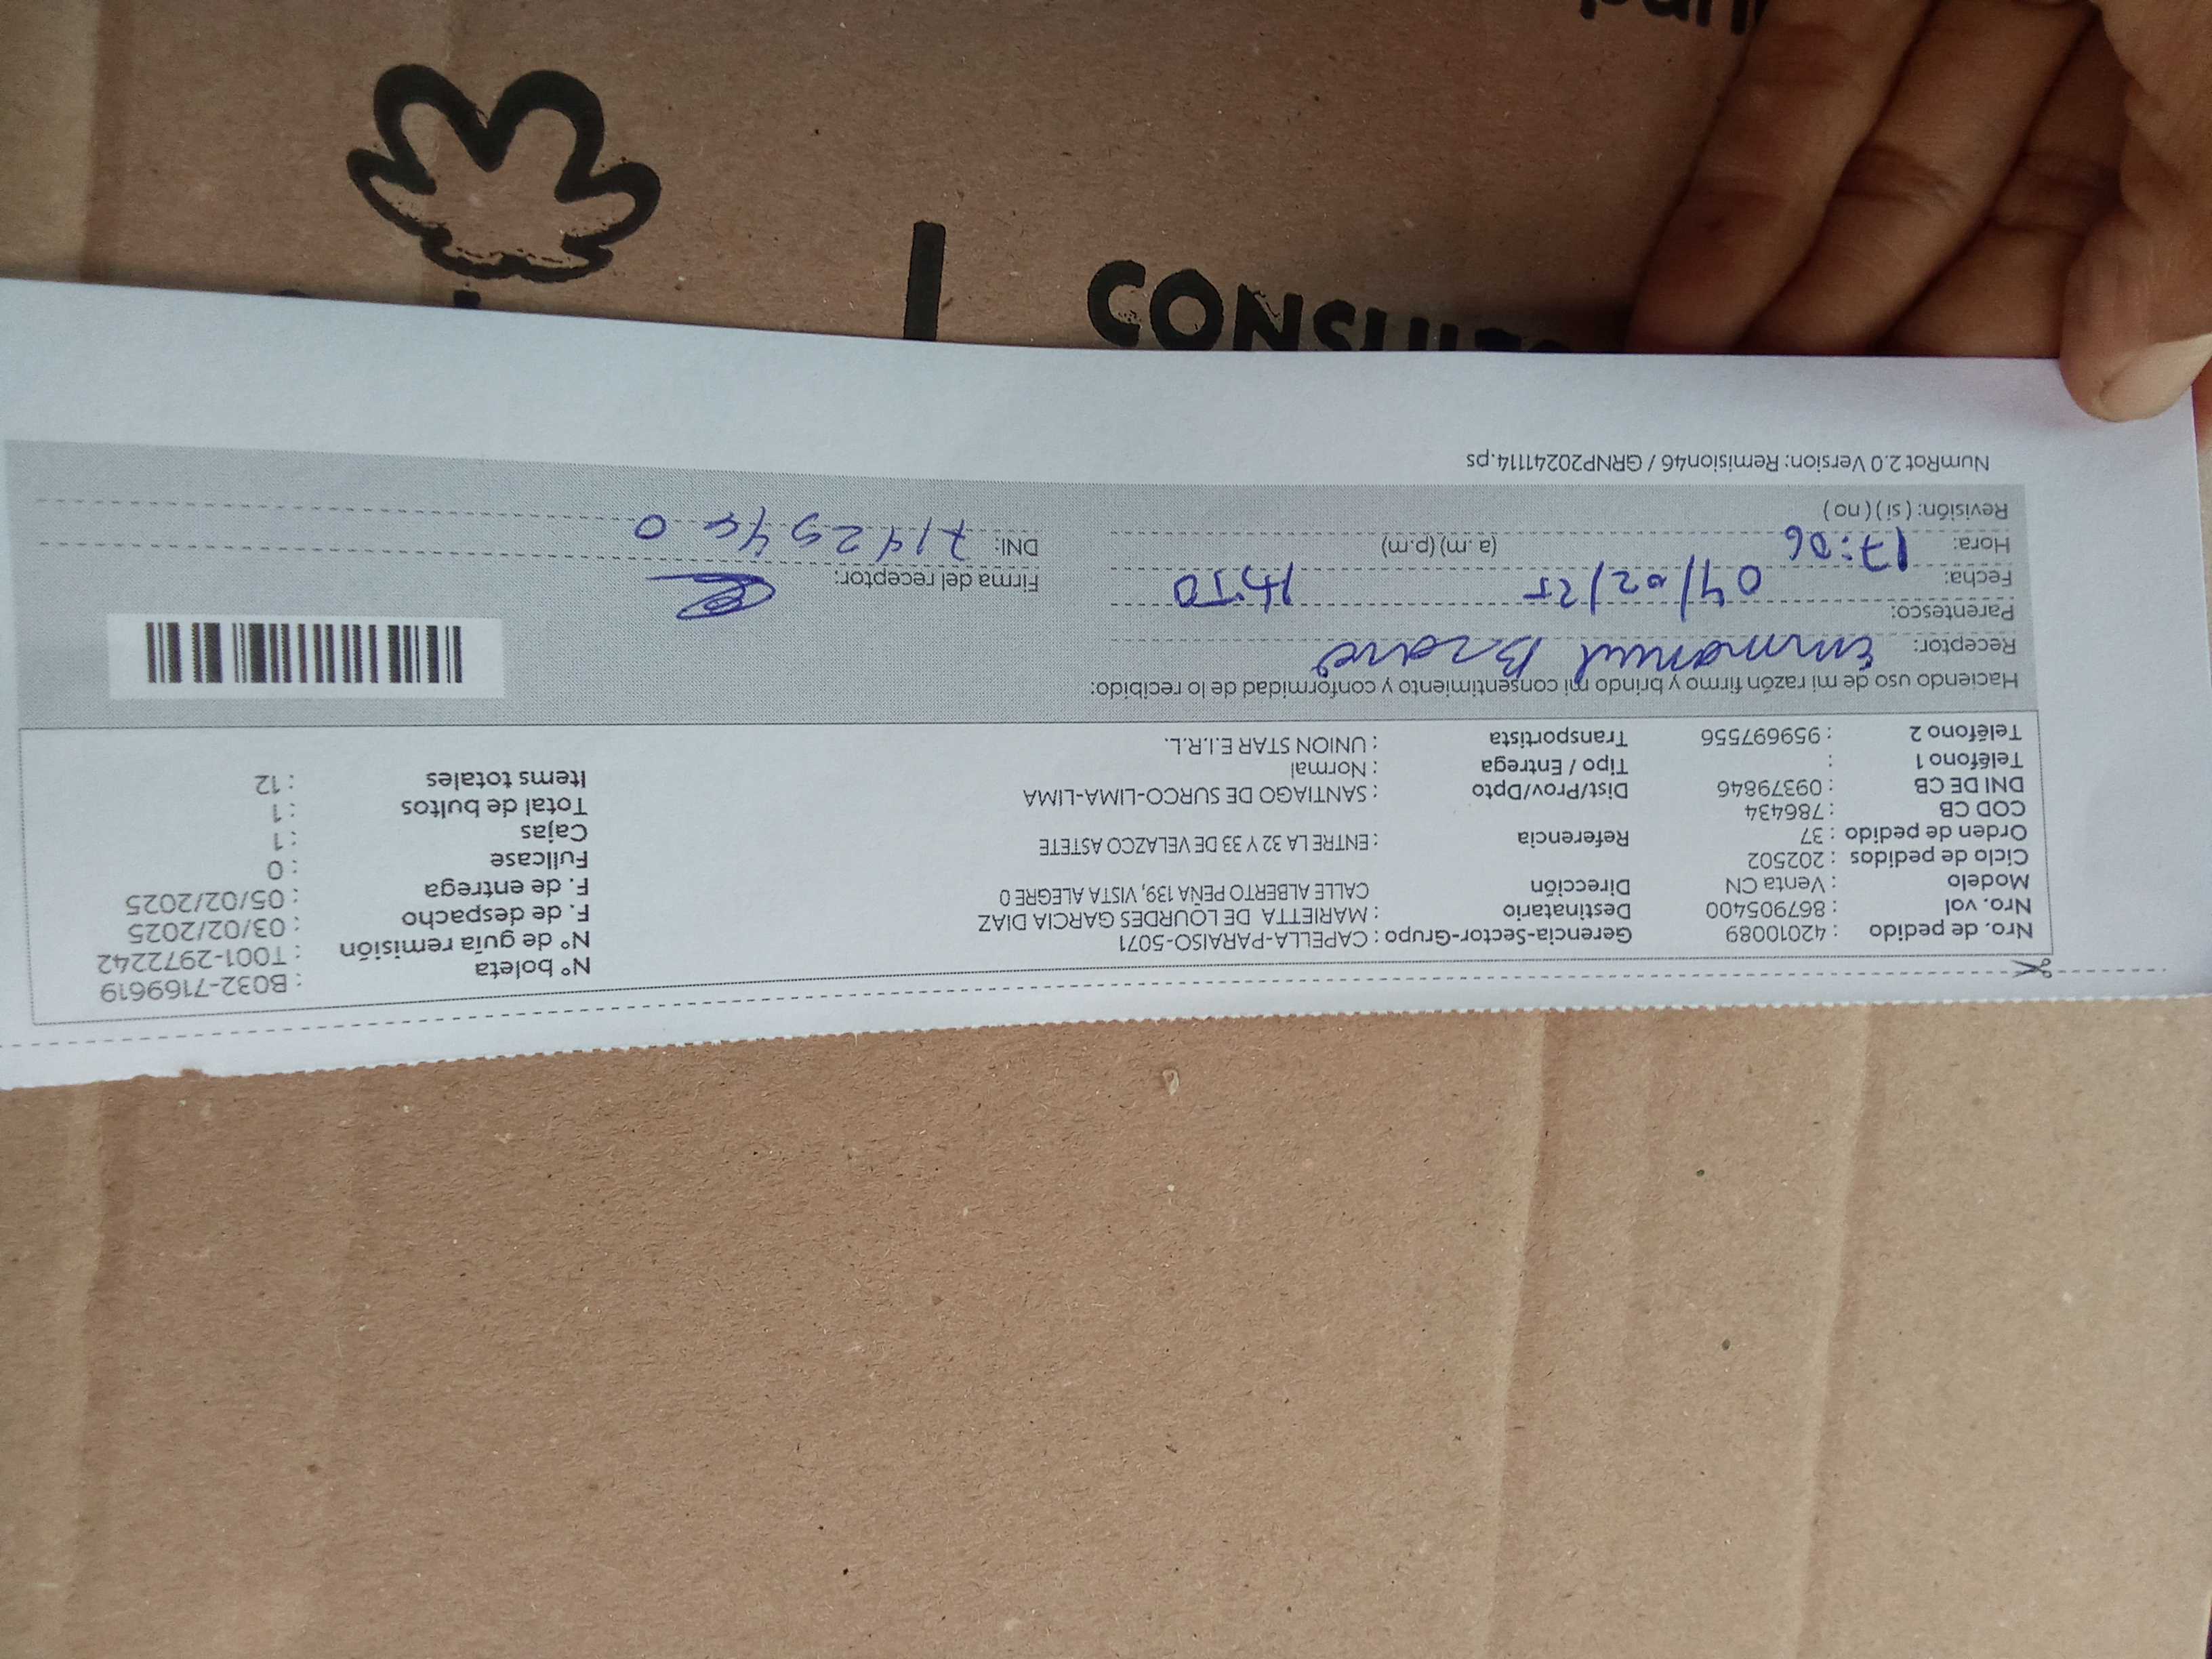 Nro. de pedido : 42010089 Gerencia-Sector-Grupo : CAPELLA-PARAISO-5071 N° boleta : B032-7169619
Nro. vol : 867905400 Destinatario : MARIETTA DE LOURDES GARCIA DIAZ N° de guía remisión : T001-2972242
Modelo : Venta CN Dirección CALLE ALBERTO PEÑA 139, VISTA ALEGRE 0 F. de despacho : 03/02/2025
Ciclo de pedidos : 202502 F. de entrega : 05/02/2025
Orden de pedido : 37 Referencia : ENTRE LA 32 Y 33 DE VELAZCO ASTETE Fullcase : 0
COD CB : 786434 Cajas : 1
DNI DE CB : 09379846 Dist/Prov/Dpto : SANTIAGO DE SURCO-LIMA-LIMA Total de bultos : 1
Teléfono 1 : Tipo / Entrega : Normal Items totales : 12
Teléfono 2 : 959697556 Transportista : UNION STAR E.I.R.L.
Haciendo uso de mi razón firmo y brindo mi consentimiento y conformidad de lo recibido:
Receptor: Emmanuel
Parentesco: Firma del receptor:
Fecha: 04/02/25
Hora: 17:06 (a.m) (p.m) DNI:
Revisión: ( si ) ( no )
NumRot 2.0 Version: Remision46 / GRNP20241114.ps
CONSULTO